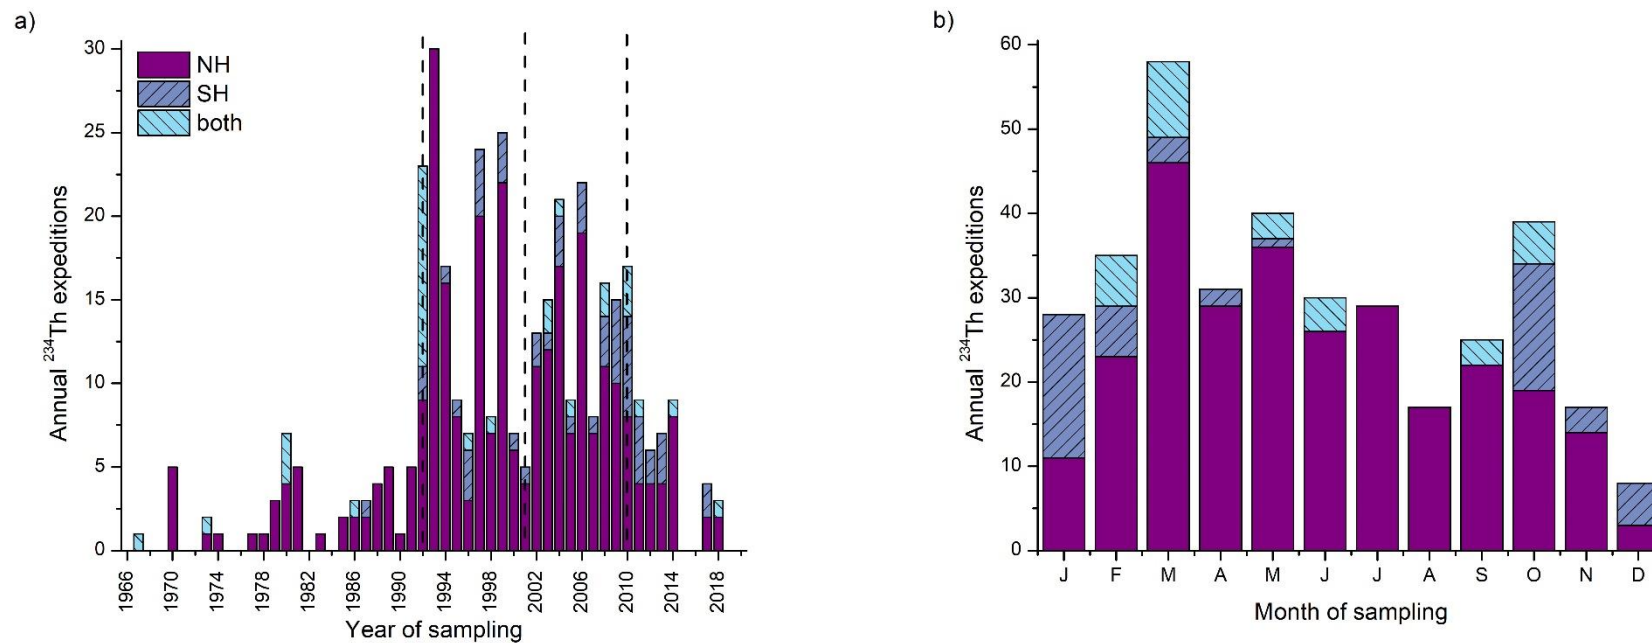 a)
NH
SH
both
30
25
20
15
10
5
0
Annual ²³⁴Th expeditions
1966 1970 1974 1978 1982 1986 1990 1994 1998 2002 2006 2010 2014 2018
Year of sampling
b)
60
50
40
30
20
10
0
Annual ²³⁴Th expeditions
J F M A M J J A S O N D
Month of sampling